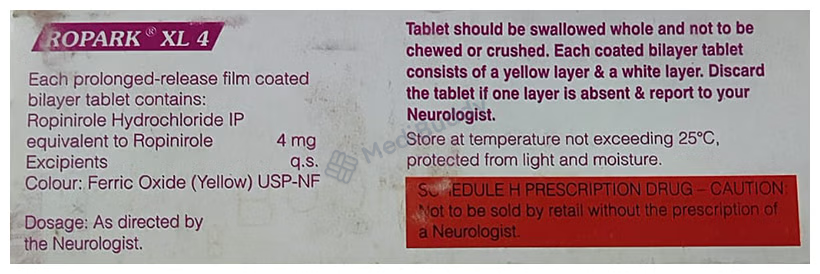 ROPARK® XL 4
Each prolonged-release film coated
bilayer tablet contains:
Ropinirole Hydrochloride IP
equivalent to Ropinirole 4 mg
Excipients q.s.
Colour: Ferric Oxide (Yellow) USP-NF
Dosage: As directed by
the Neurologist.
Tablet should be swallowed whole and not to be
chewed or crushed. Each coated bilayer tablet
consists of a yellow layer & a white layer. Discard
the tablet if one layer is absent & report to your
Neurologist.
Store at temperature not exceeding 25°C,
protected from light and moisture.
SCHEDULE H PRESCRIPTION DRUG – CAUTION:
Not to be sold by retail without the prescription of
a Neurologist.
MediBuddy